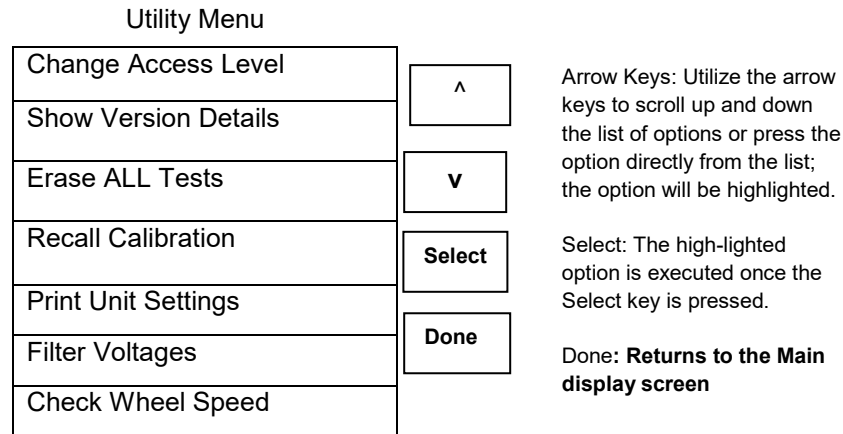 Utility Menu
Change Access Level
Show Version Details
Erase ALL Tests
Recall Calibration
Print Unit Settings
Filter Voltages
Check Wheel Speed
^
v
Select
Done
Arrow Keys: Utilize the arrow
keys to scroll up and down
the list of options or press the
option directly from the list;
the option will be highlighted.
Select: The high-lighted
option is executed once the
Select key is pressed.
Done: Returns to the Main
display screen